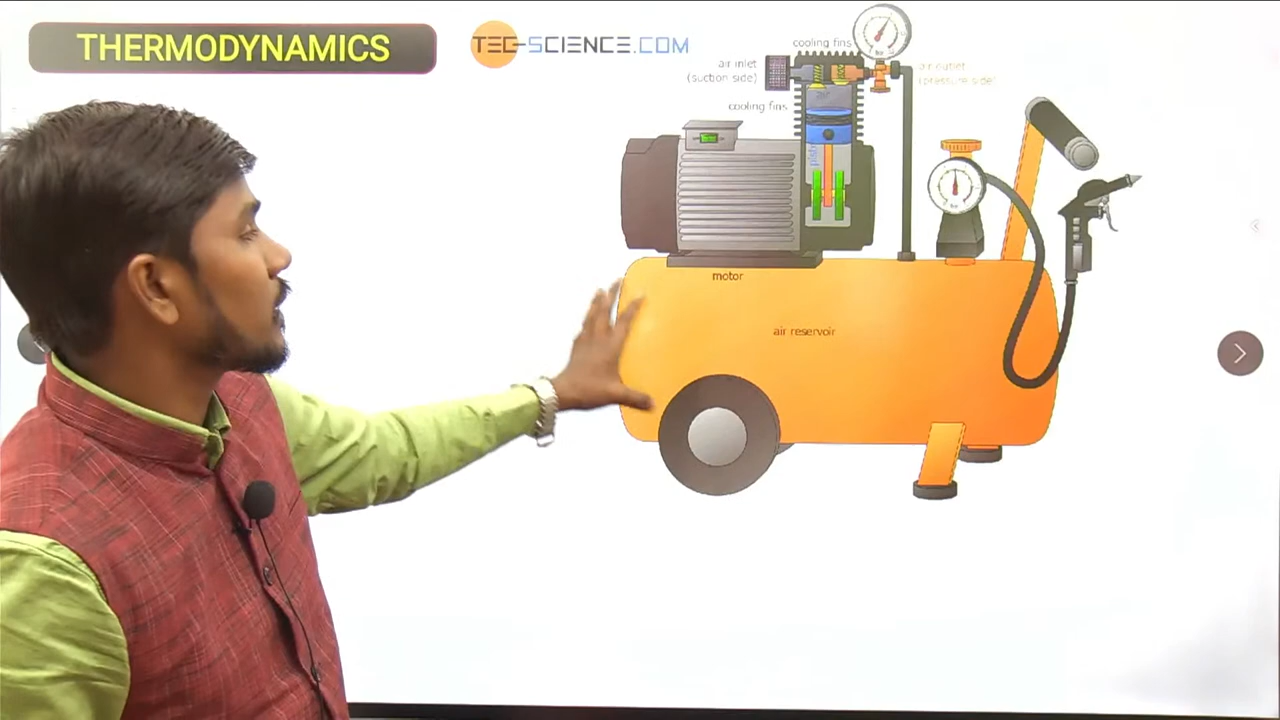 THERMODYNAMICS
TEC-SCIENCE.COM
cooling fins
air inlet
(suction side)
air outlet
(pressure side)
cooling fins
motor
air reservoir